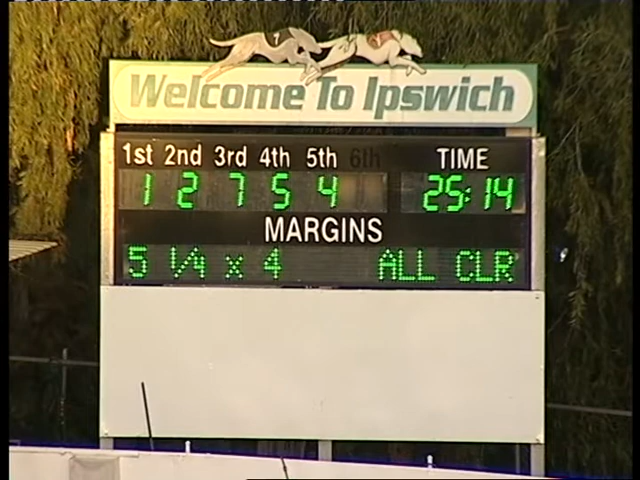 Welcome To Ipswich
1st 2nd 3rd 4th 5th 6th TIME
1 2 7 5 4 25:14
MARGINS
5 1/4 x 4 ALL CLR